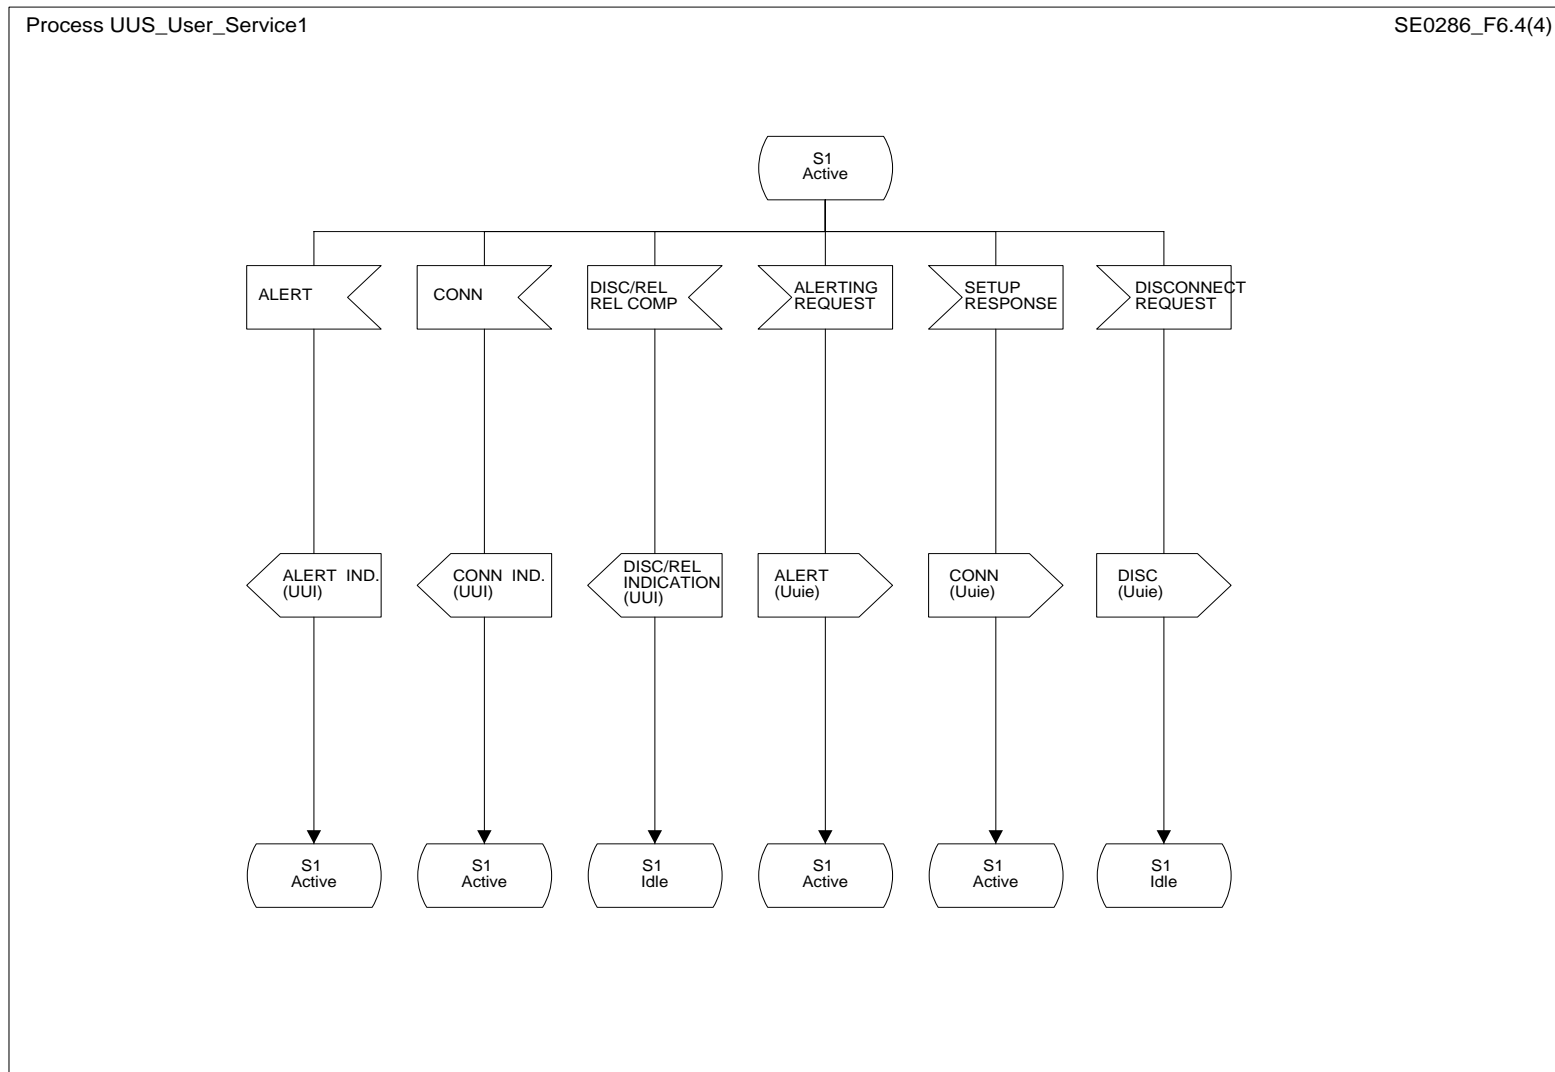 Process UUS_User_Service1
SE0286_F6.4(4)
S1
Active
ALERT
CONN
DISC/REL
REL COMP
ALERTING
REQUEST
SETUP
RESPONSE
DISCONNECT
REQUEST
ALERT IND.
(UUI)
CONN IND.
(UUI)
DISC/REL
INDICATION
(UUI)
ALERT
(Uuie)
CONN
(Uuie)
DISC
(Uuie)
S1
Active
S1
Active
S1
Idle
S1
Active
S1
Active
S1
Idle